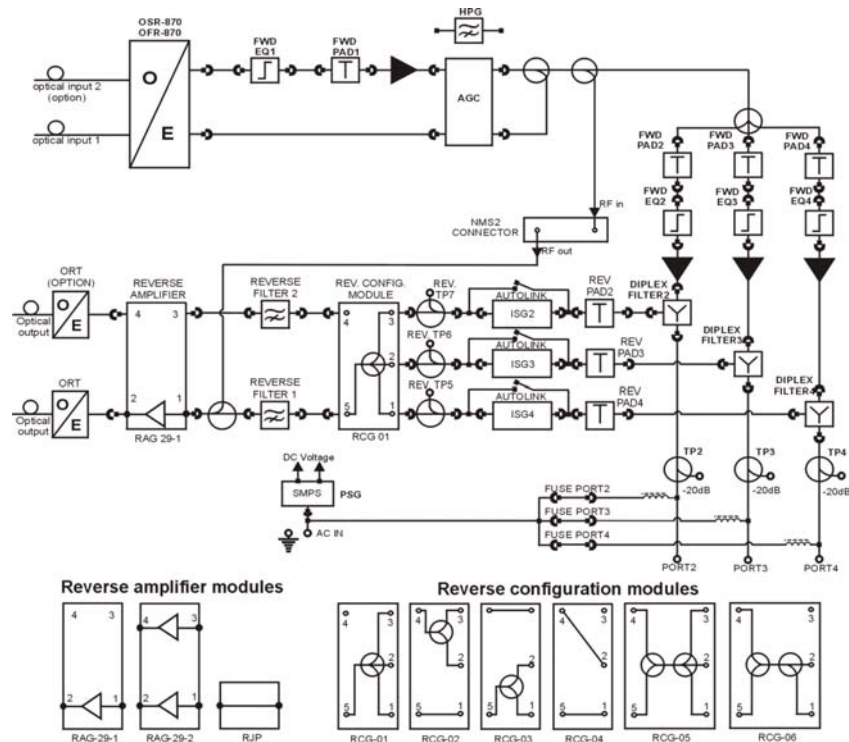 OSR-870
OFR-870
HPG
FWD
EQ1
FWD
PAD1
O
E
AGC
optical input 2
(option)
optical input 1
FWD
PAD2
FWD
PAD3
FWD
PAD4
FWD
EQ2
FWD
EQ3
FWD
EQ4
RF in
NMS2
CONNECTOR
RF out
ORT
(OPTION)
REVERSE
AMPLIFIER
REVERSE
FILTER 2
REV. CONFIG.
MODULE
REV.
TP7
AUTOLINK
ISG2
REV
PAD2
DIPLEX
FILTER2
O
E
Optical
output
4
3
4
3
REV. TP6
AUTOLINK
ISG3
REV
PAD3
DIPLEX
FILTER3
2
ORT
REVERSE
FILTER 1
REV. TP5
AUTOLINK
ISG4
REV
PAD4
DIPLEX
FILTER4
O
E
Optical
output
2
1
5
1
RAG 29-1
RCG 01
DC Voltage
SMPS
PSG
AC IN
TP2
TP3
TP4
-20dB
-20dB
-20dB
FUSE PORT2
FUSE PORT3
FUSE PORT4
PORT2
PORT3
PORT4
Reverse amplifier modules
Reverse configuration modules
4
3
2
1
RAG-29-1
4
3
2
1
RAG-29-2
RJP
4
3
2
5
1
RCG-01
4
3
2
5
1
RCG-02
4
3
2
5
1
RCG-03
4
3
2
5
1
RCG-04
4
3
2
5
1
RCG-05
4
3
2
5
1
RCG-06